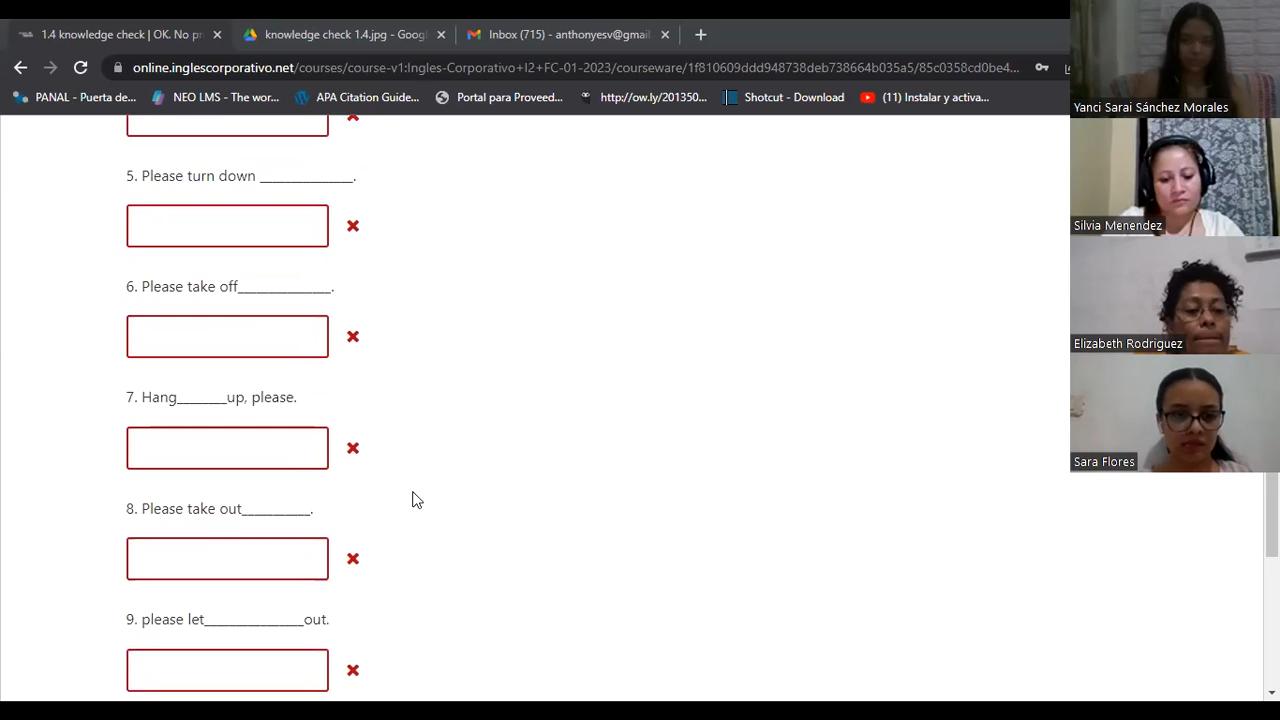 1.4 knowledge check | OK. No pr
knowledge check 1.4.jpg - Goog
Inbox (715) - anthonyesv@gmail
online.inglescorporativo.net/courses/course-v1:Ingles-Corporativo+I2+FC-01-2023/courseware/1f810609ddd948738deb738664b035a5/85c0358cd0be4...
PANAL - Puerta de...
NEO LMS - The wor...
APA Citation Guide...
Portal para Proveed...
http://ow.ly/201350...
Shotcut - Download
(11) Instalar y activa...
Yanci Sarai Sánchez Morales
Silvia Menendez
Elizabeth Rodriguez
Sara Flores
5. Please turn down ______________.
6. Please take off______________.
7. Hang_______up, please.
8. Please take out__________.
9. please let______________out.